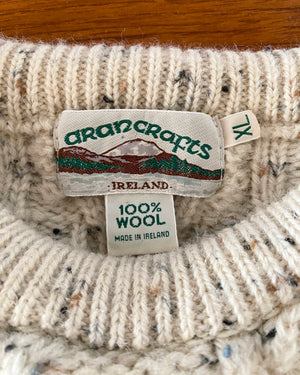 arancrafts
XL
·IRELAND·
100%
WOOL
MADE IN IRELAND